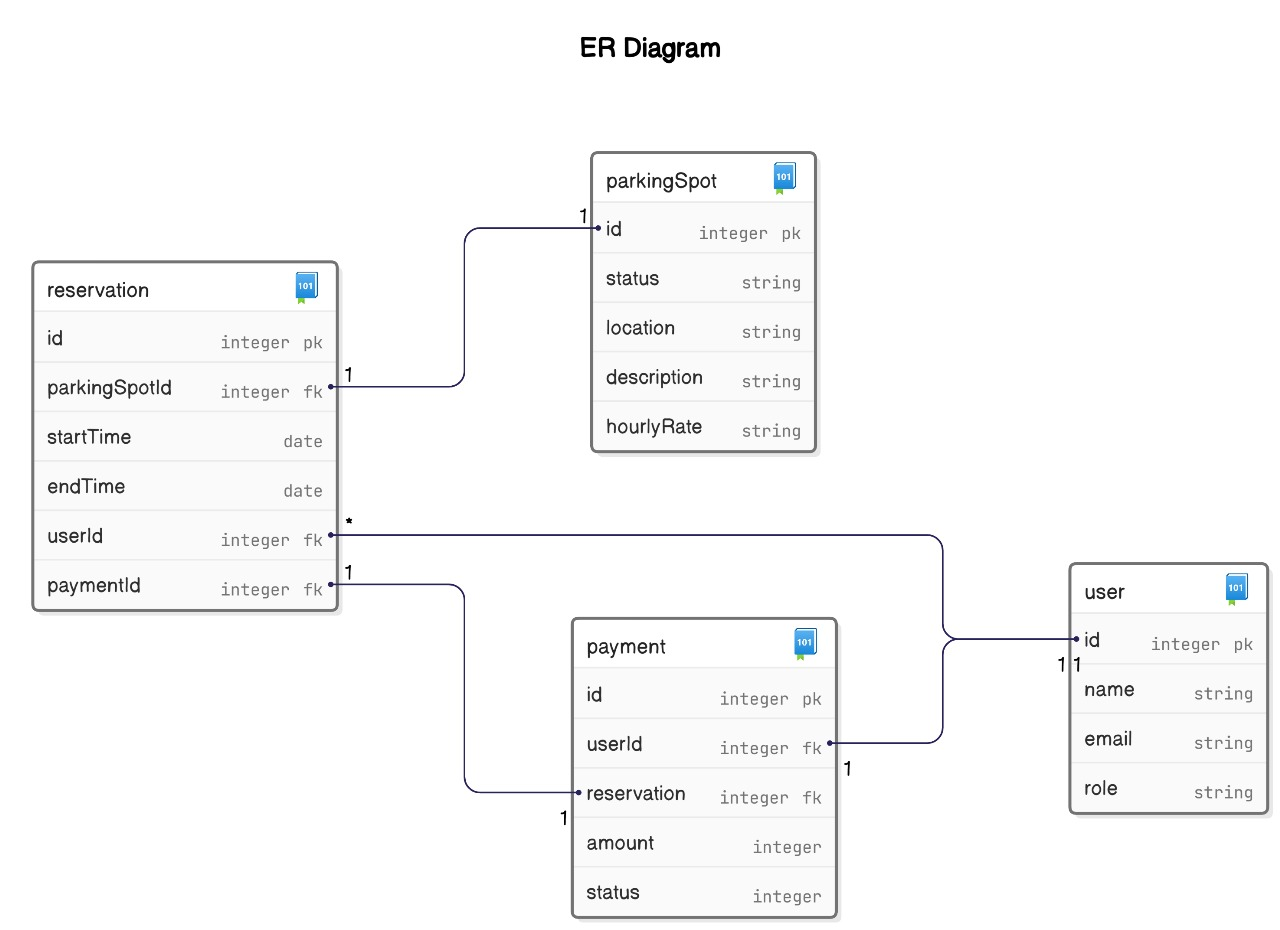 ER Diagram
parkingSpot 101
1
id integer pk
status string
location string
description string
hourlyRate string
reservation 101
id integer pk
parkingSpotId integer fk
1
startTime date
endTime date
userId integer fk
*
paymentId integer fk
1
payment 101
id integer pk
userId integer fk
1
reservation integer fk
1
amount integer
status integer
user 101
id integer pk
1 1
name string
email string
role string